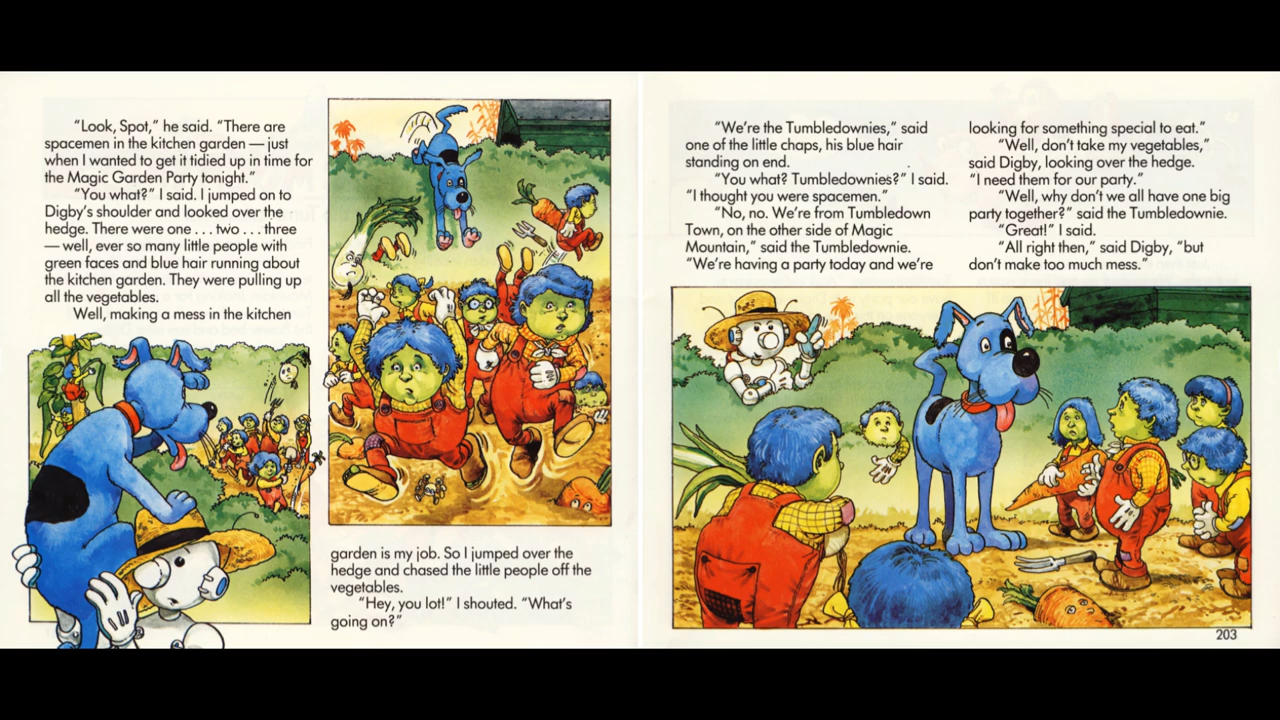 “Look, Spot,” he said. “There are
spacemen in the kitchen garden — just
when I wanted to get it tidied up in time for
the Magic Garden Party tonight.”
“You what?” I said. I jumped on to
Digby’s shoulder and looked over the
hedge. There were one . . . two . . . three
— well, ever so many little people with
green faces and blue hair running about
the kitchen garden. They were pulling up
all the vegetables.
Well, making a mess in the kitchen
garden is my job. So I jumped over the
hedge and chased the little people off the
vegetables.
“Hey, you lot!” I shouted. “What’s
going on?”
“We’re the Tumbledownies,” said
one of the little chaps, his blue hair
standing on end.
“You what? Tumbledownies?” I said.
“I thought you were spacemen.”
“No, no. We’re from Tumbledown
Town, on the other side of Magic
Mountain,” said the Tumbledownie.
“We’re having a party today and we’re
looking for something special to eat.”
“Well, don’t take my vegetables,”
said Digby, looking over the hedge.
“I need them for our party.”
“Well, why don’t we all have one big
party together?” said the Tumbledownie.
“Great!” I said.
“All right then,” said Digby, “but
don’t make too much mess.”
203